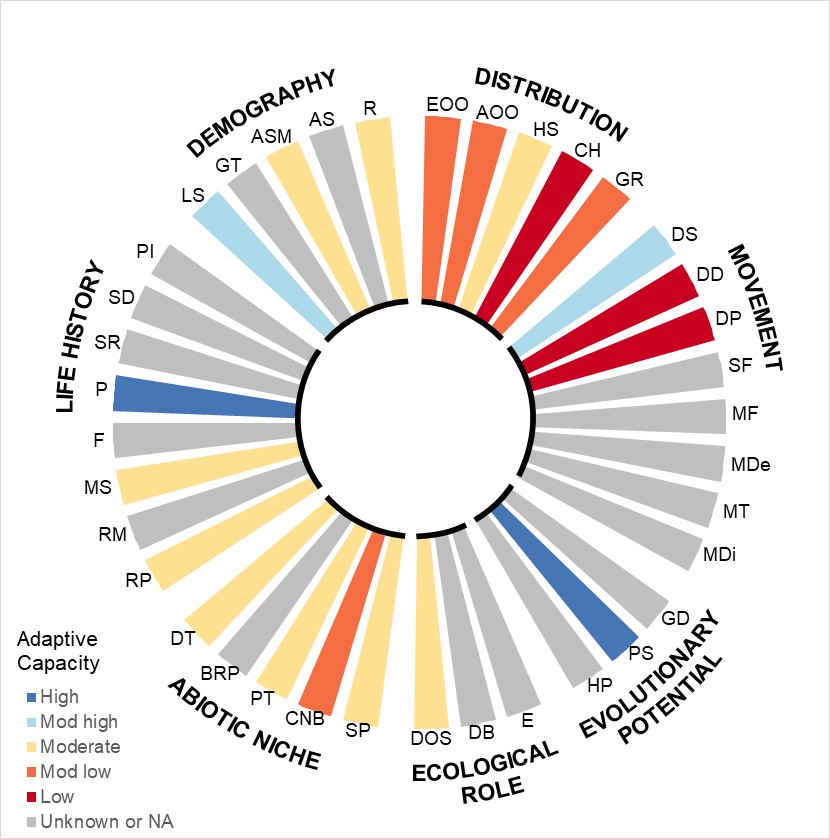 DISTRIBUTION
EOO
AOO
HS
CH
GR
MOVEMENT
DS
DD
DP
SF
MF
MDe
MT
MDi
EVOLUTIONARY
POTENTIAL
GD
PS
HP
ECOLOGICAL
ROLE
E
DB
DOS
ABIOTIC NICHE
SP
CNB
PT
BRP
DT
LIFE HISTORY
RP
RM
MS
F
P
SR
SD
PI
DEMOGRAPHY
LS
GT
ASM
AS
R
Adaptive
Capacity
High
Mod high
Moderate
Mod low
Low
Unknown or NA